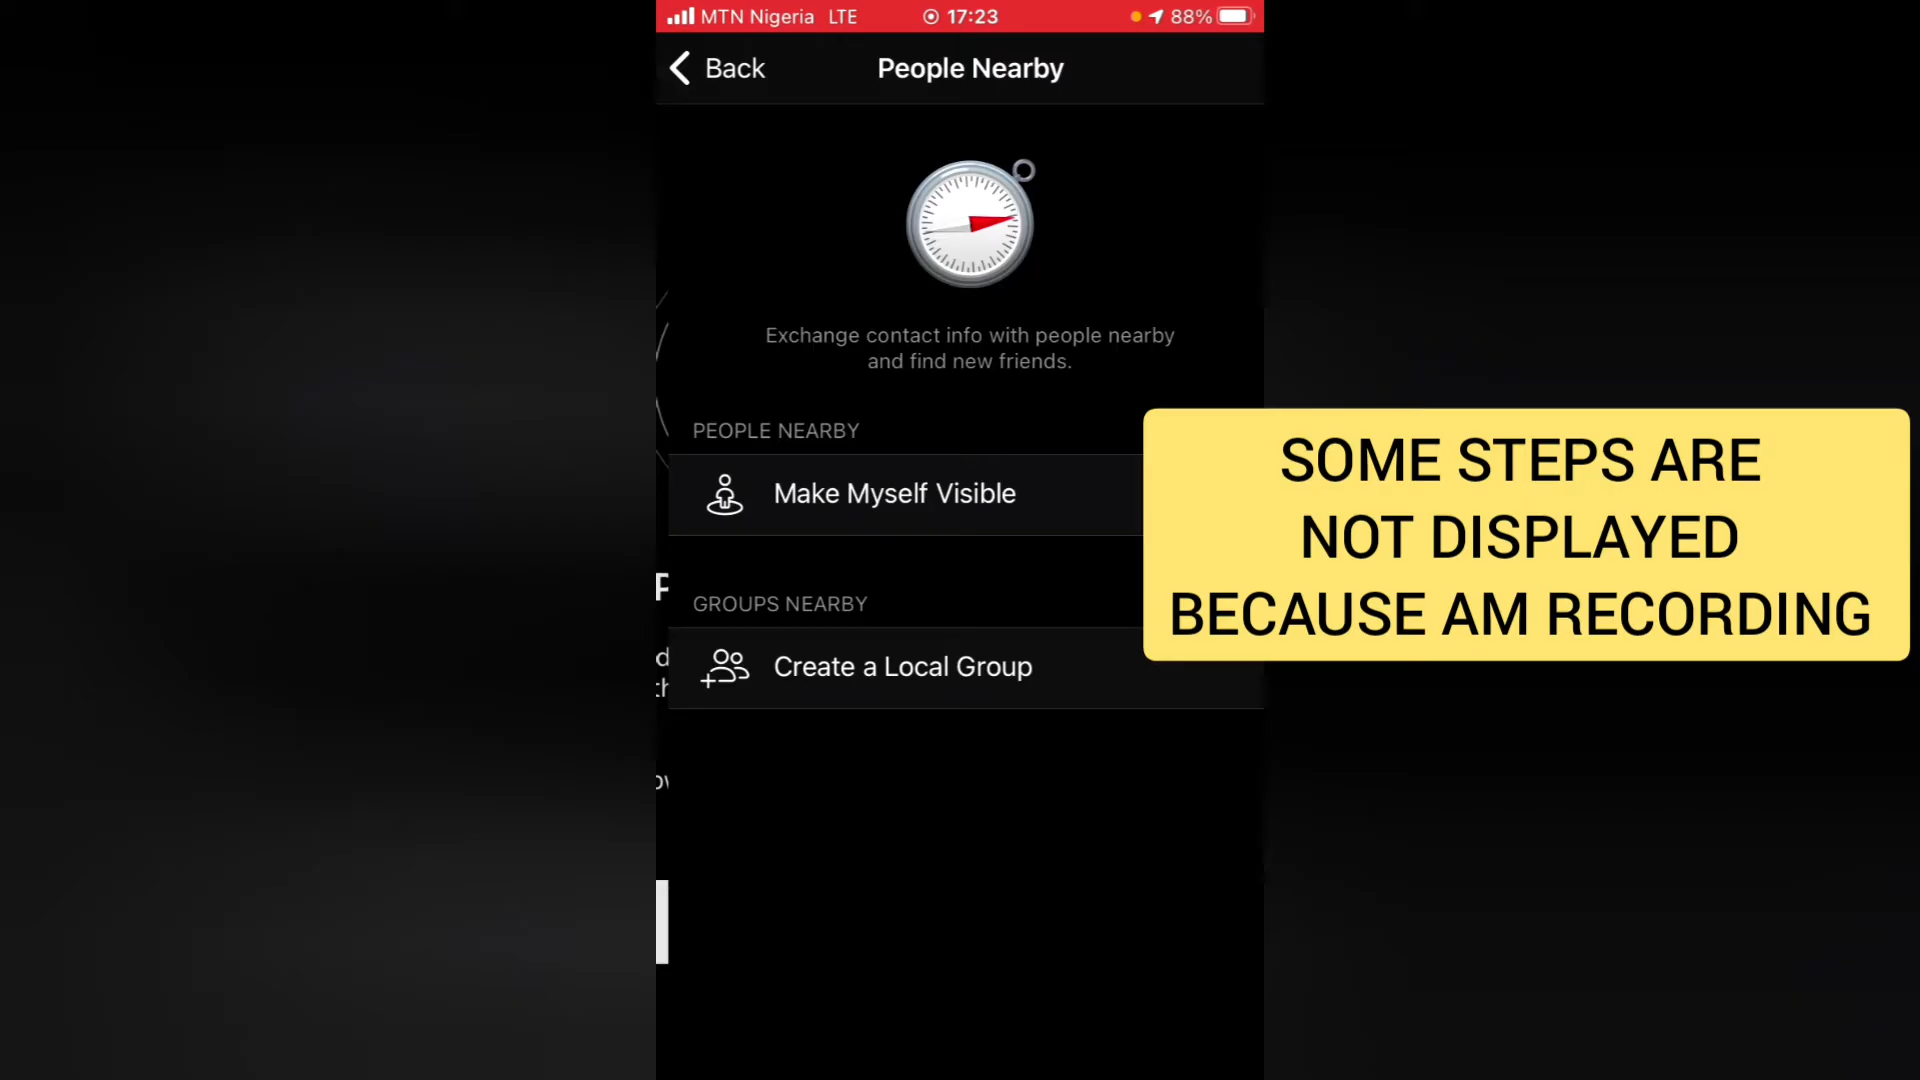 MTN Nigeria LTE 17:23 88%
Back People Nearby
Exchange contact info with people nearby
and find new friends.
PEOPLE NEARBY
Make Myself Visible
GROUPS NEARBY
Create a Local Group
SOME STEPS ARE
NOT DISPLAYED
BECAUSE AM RECORDING